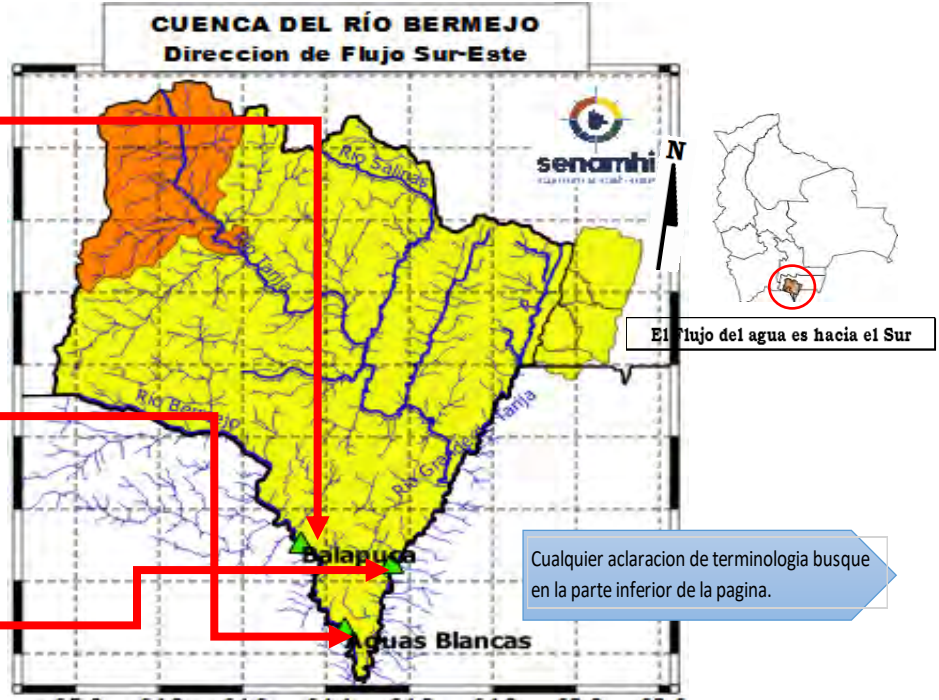 CUENCA DEL RÍO BERMEJO
Direccion de Flujo Sur-Este
senamhi
N
Río Salinas
Tarija
El Flujo del agua es hacia el Sur
Río Bermejo
Río Grande Tarija
Balapuca
Cualquier aclaracion de terminologia busque
en la parte inferior de la pagina.
Aguas Blancas